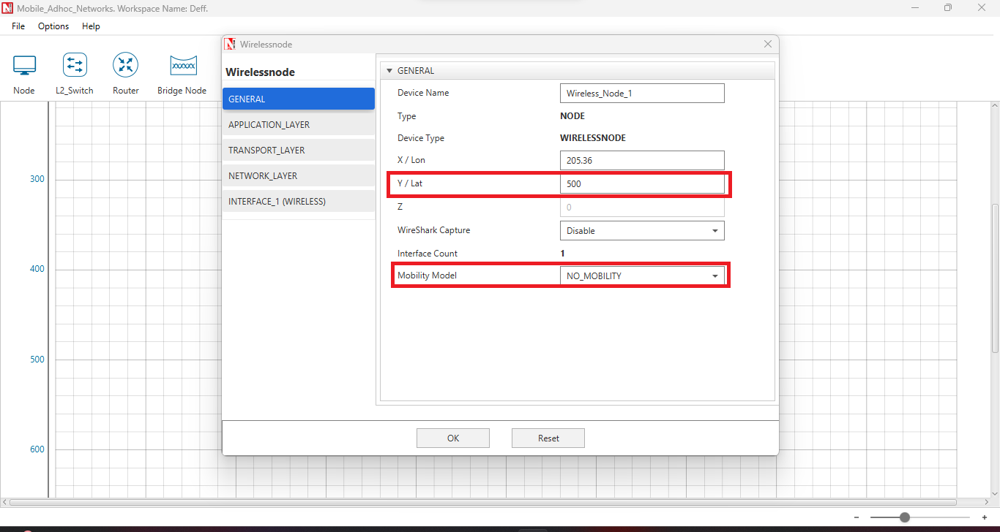 Mobile_Adhoc_Networks. Workspace Name: Deff.
File Options Help
Wirelessnode
Node L2_Switch Router Bridge Node
Wirelessnode
GENERAL
APPLICATION_LAYER
TRANSPORT_LAYER
NETWORK_LAYER
INTERFACE_1 (WIRELESS)
GENERAL
Device Name Wireless_Node_1
Type NODE
Device Type WIRELESSNODE
X / Lon 205.36
Y / Lat 500
Z 0
WireShark Capture Disable
Interface Count 1
Mobility Model NO_MOBILITY
OK Reset
300
400
500
600